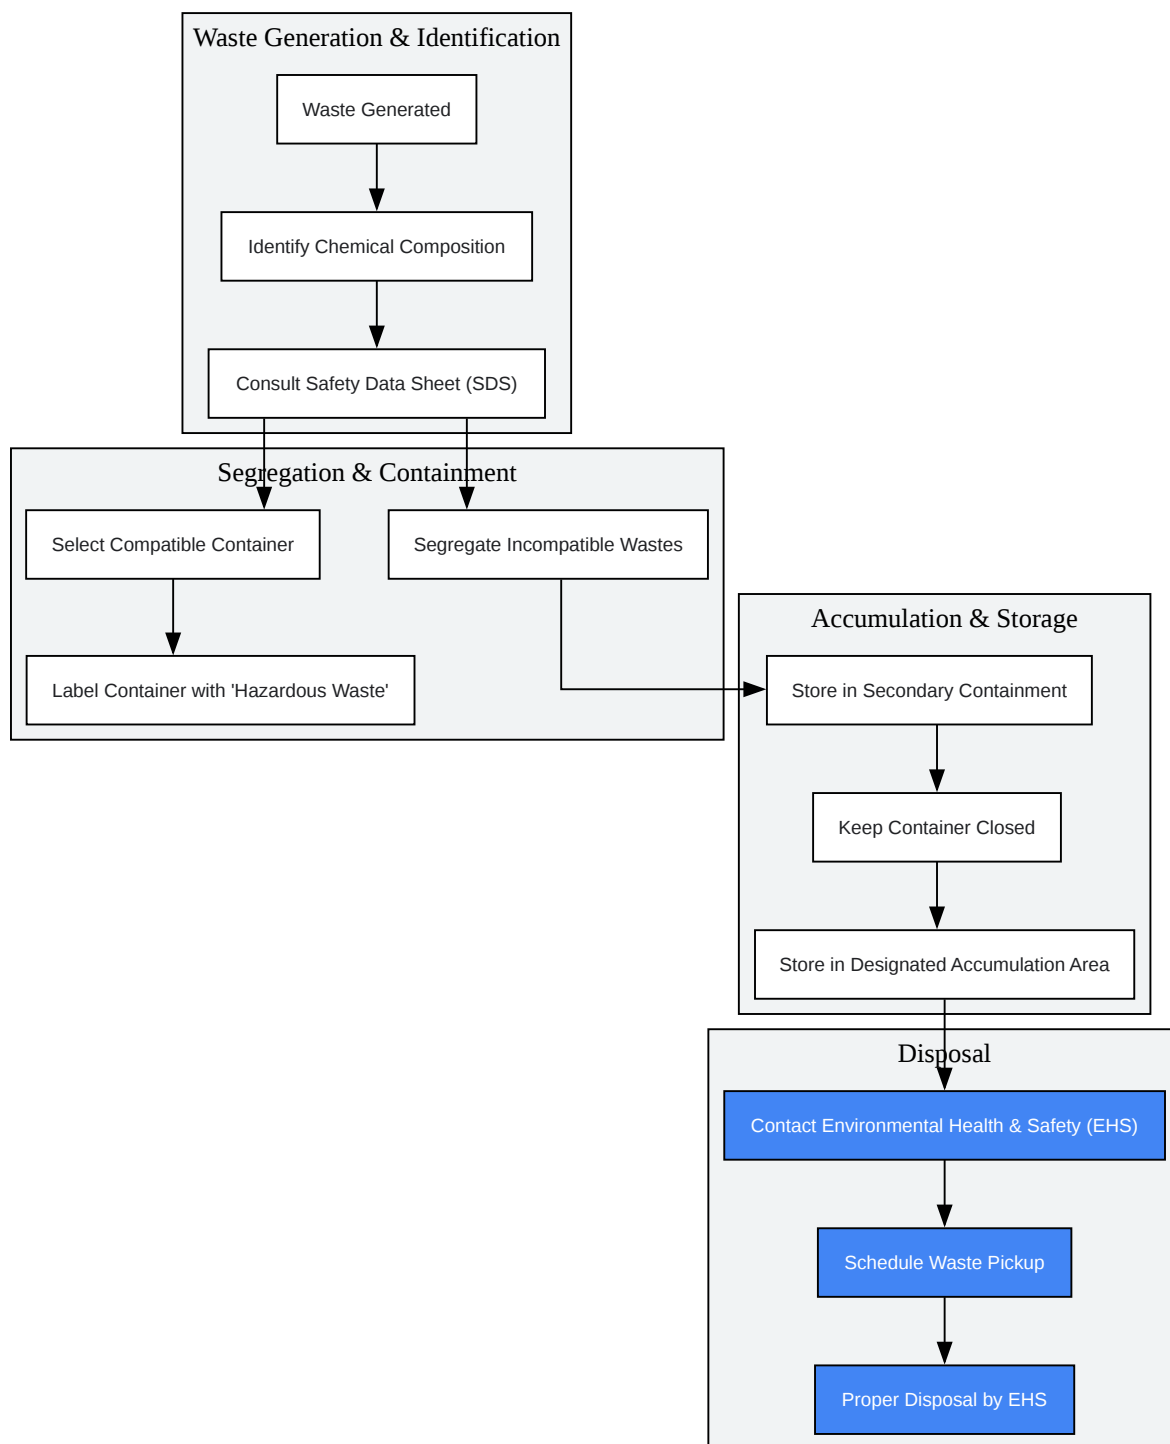 Waste Generation & Identification
Waste Generated
Identify Chemical Composition
Consult Safety Data Sheet (SDS)
Segregation & Containment
Select Compatible Container
Segregate Incompatible Wastes
Label Container with 'Hazardous Waste'
Accumulation & Storage
Store in Secondary Containment
Keep Container Closed
Store in Designated Accumulation Area
Disposal
Contact Environmental Health & Safety (EHS)
Schedule Waste Pickup
Proper Disposal by EHS